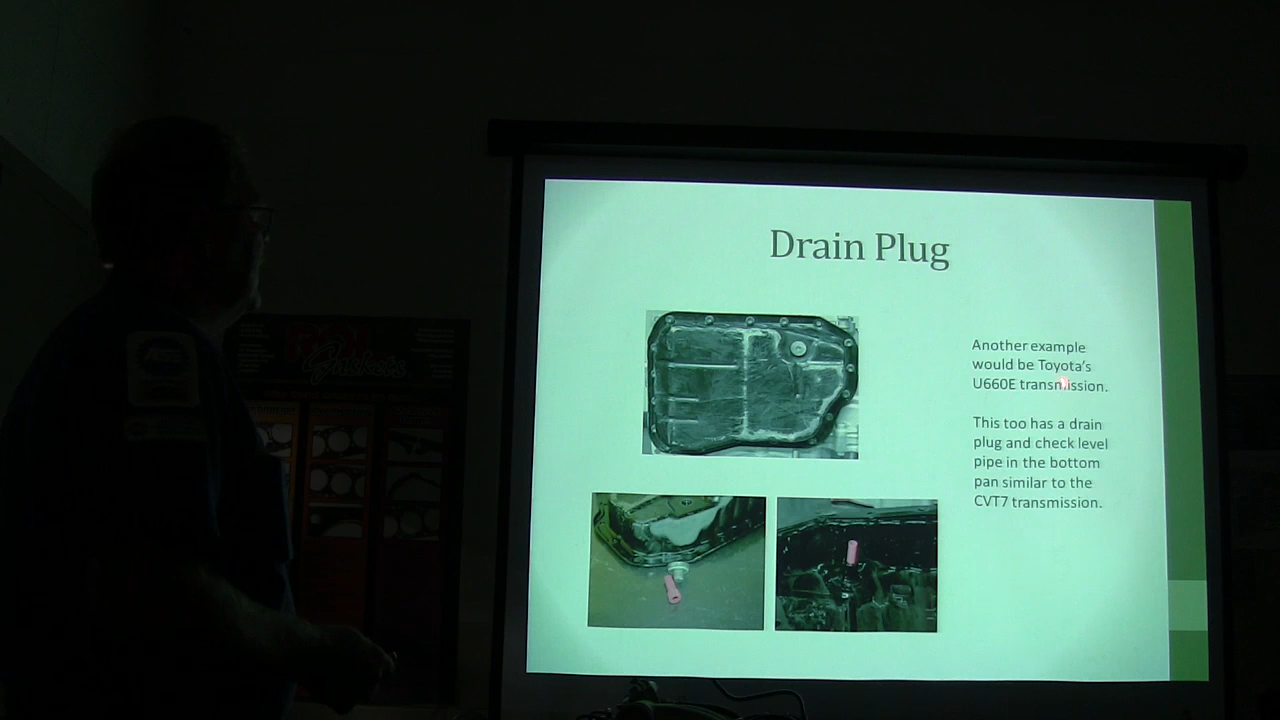 Drain Plug
Another example
would be Toyota's
U660E transmission.
This too has a drain
plug and check level
pipe in the bottom
pan similar to the
CVT7 transmission.
Gaskets